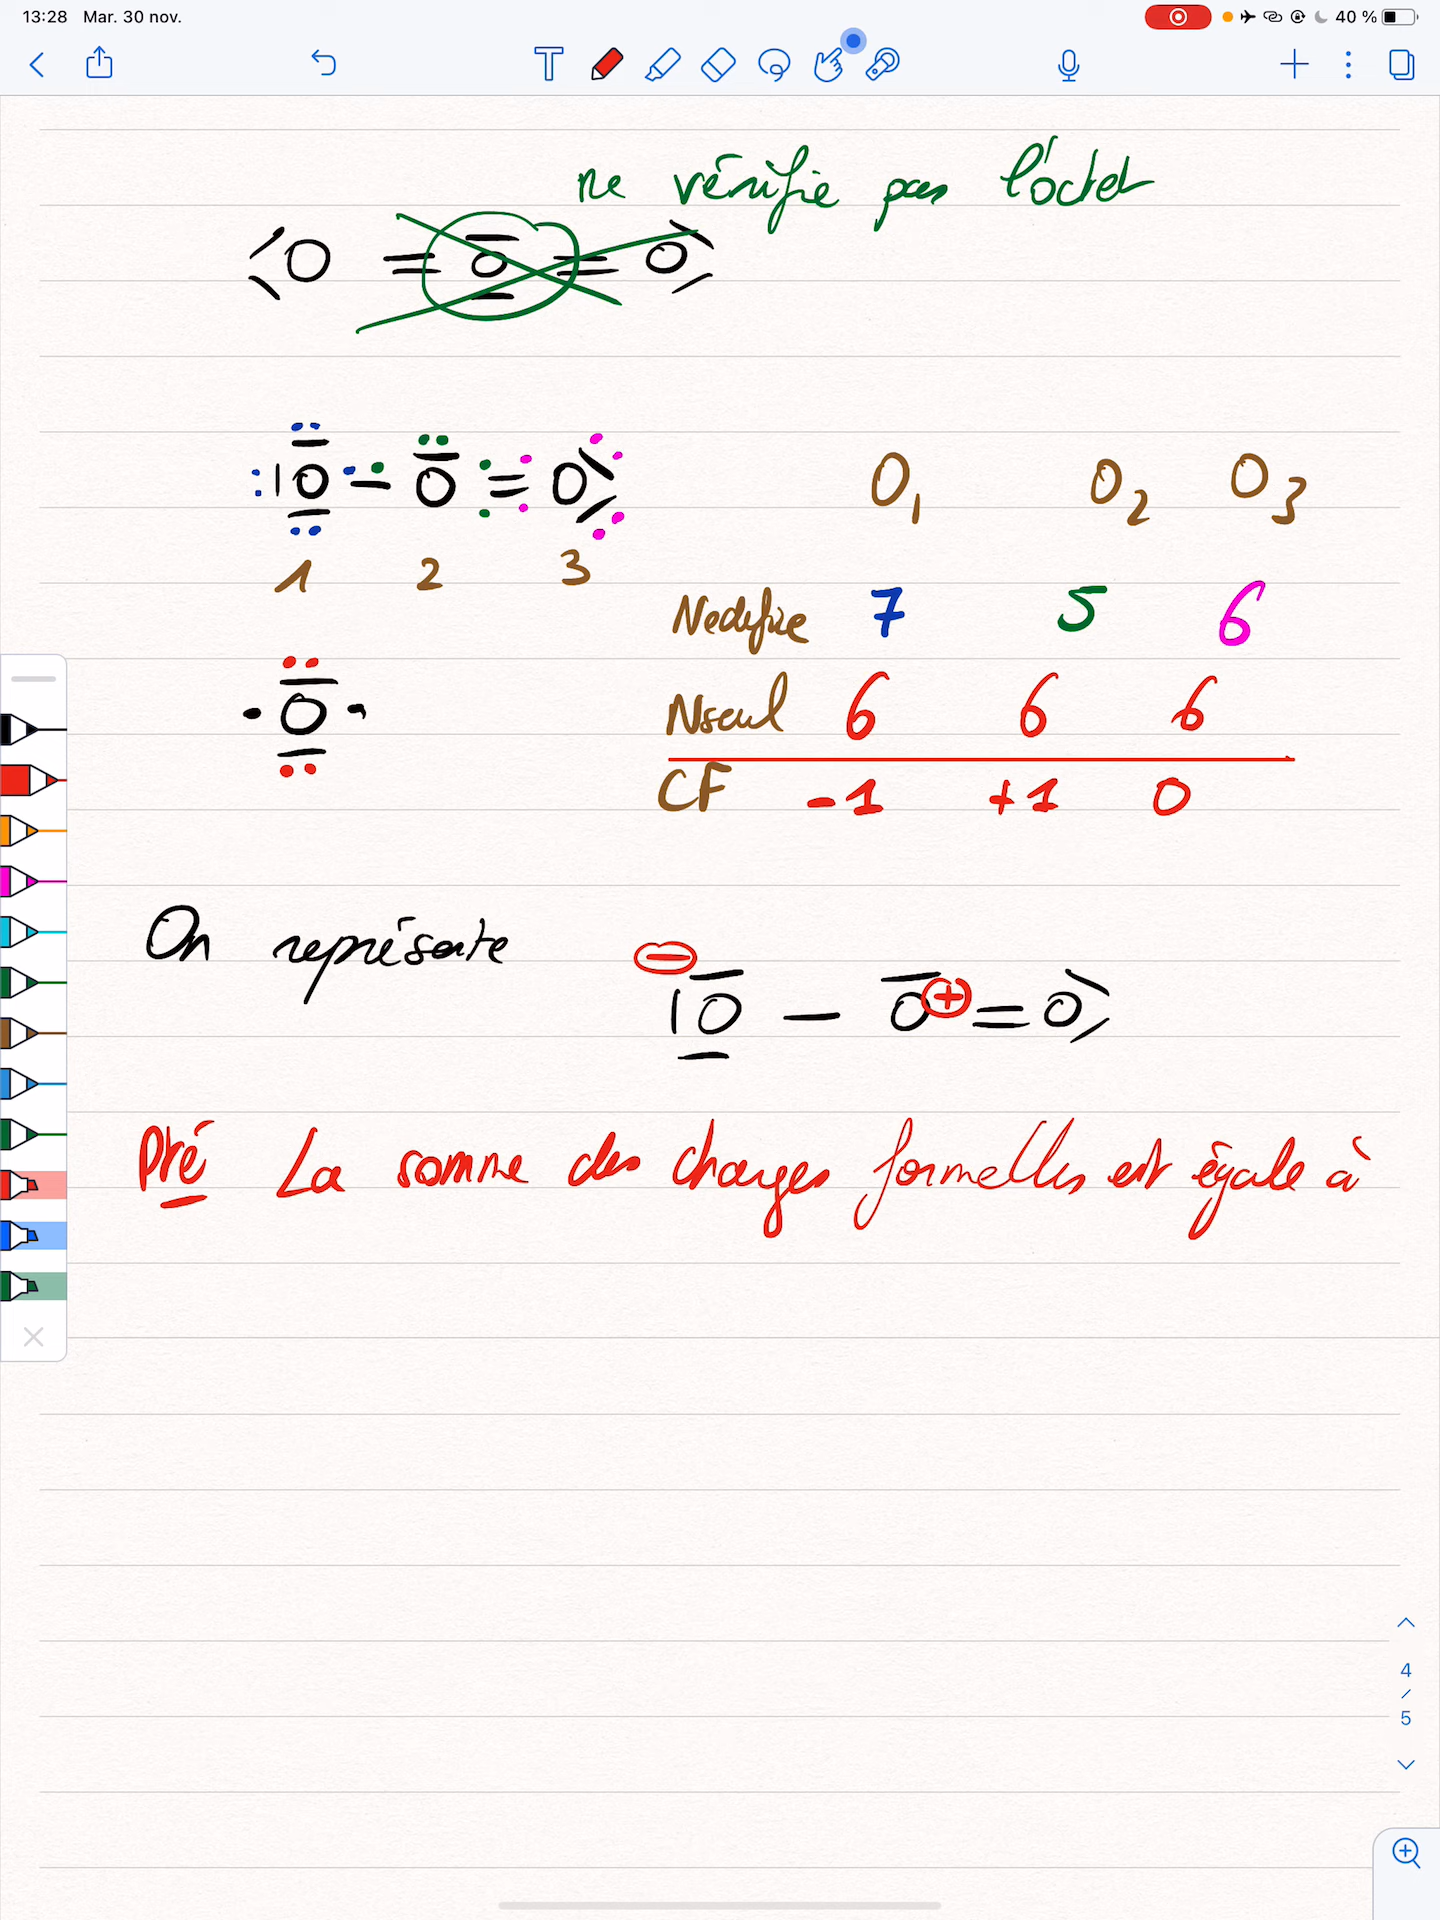 13:28 Mar. 30 nov. 40 %
ne vérifie pas l'octet
O = O = O
O - O = O O₁ O₂ O₃
1 2 3
7 5 6
O Nseul 6 6 6
CF -1 +1 0
On représente
O - O + = O
La somme des charges formelles est égale à
4
/
5